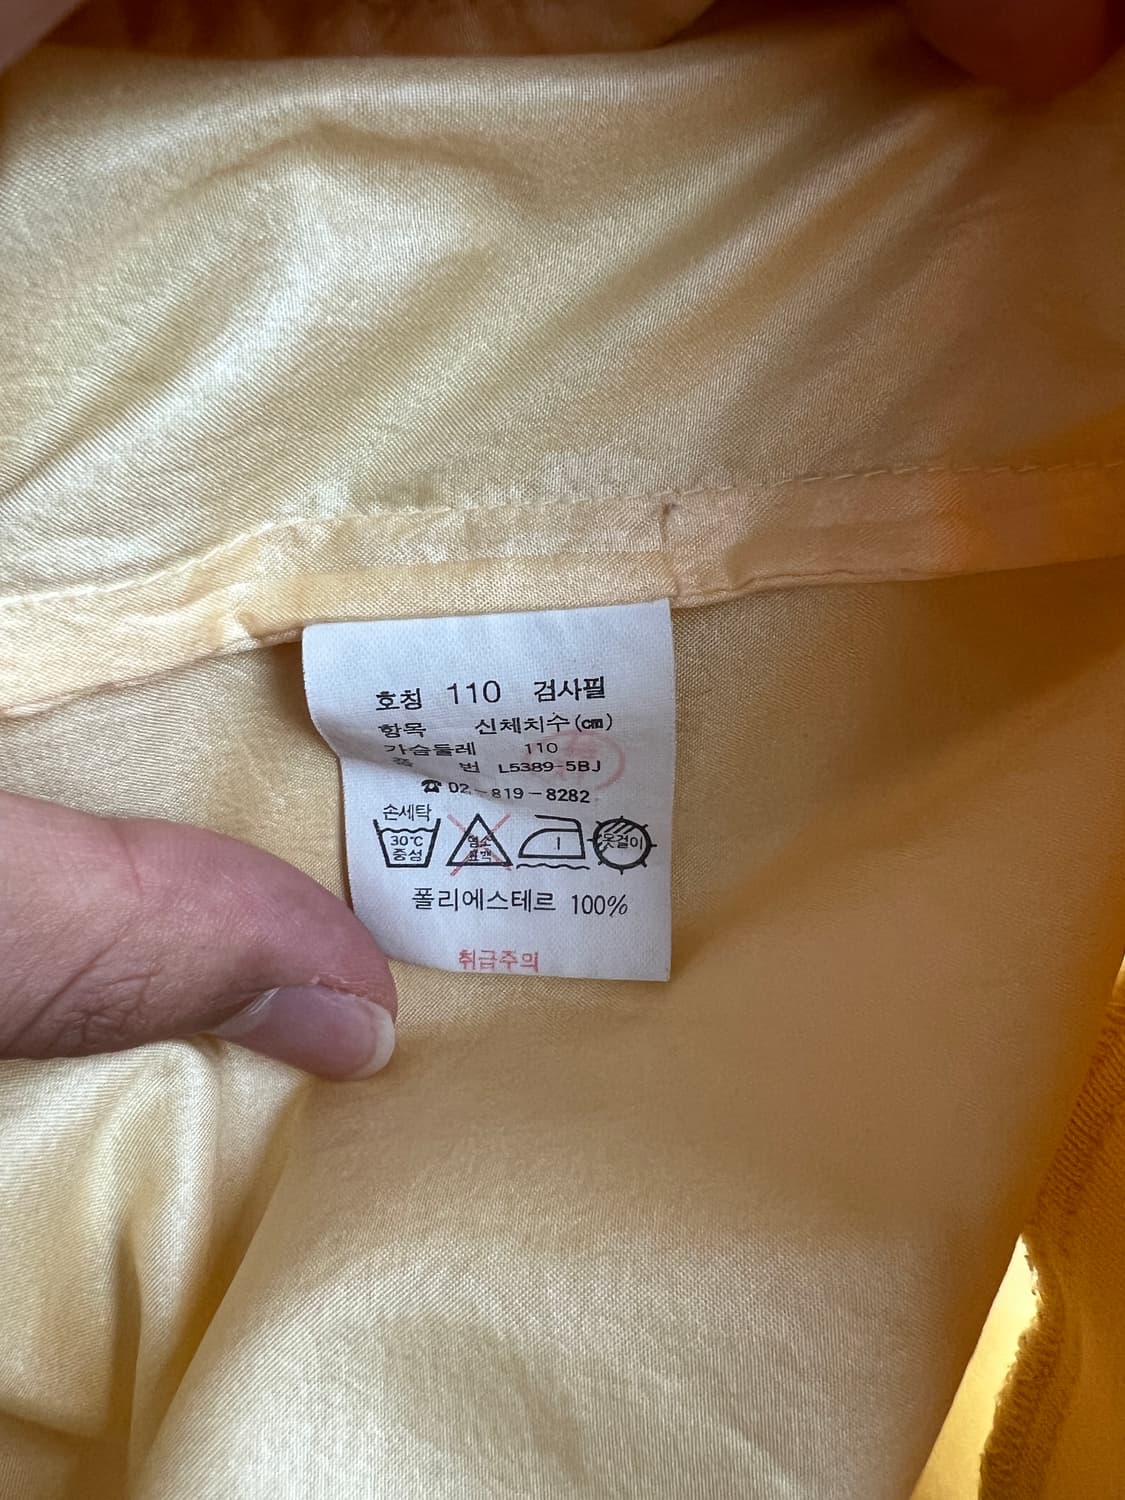 호칭 110 검사필
항목 신체치수(cm)
가슴둘레 110
품 번 L5389-5BJ
☎ 02-819-8282
손세탁
30℃
중성
염소
표백
1
옷걸이
폴리에스테르 100%
취급주의